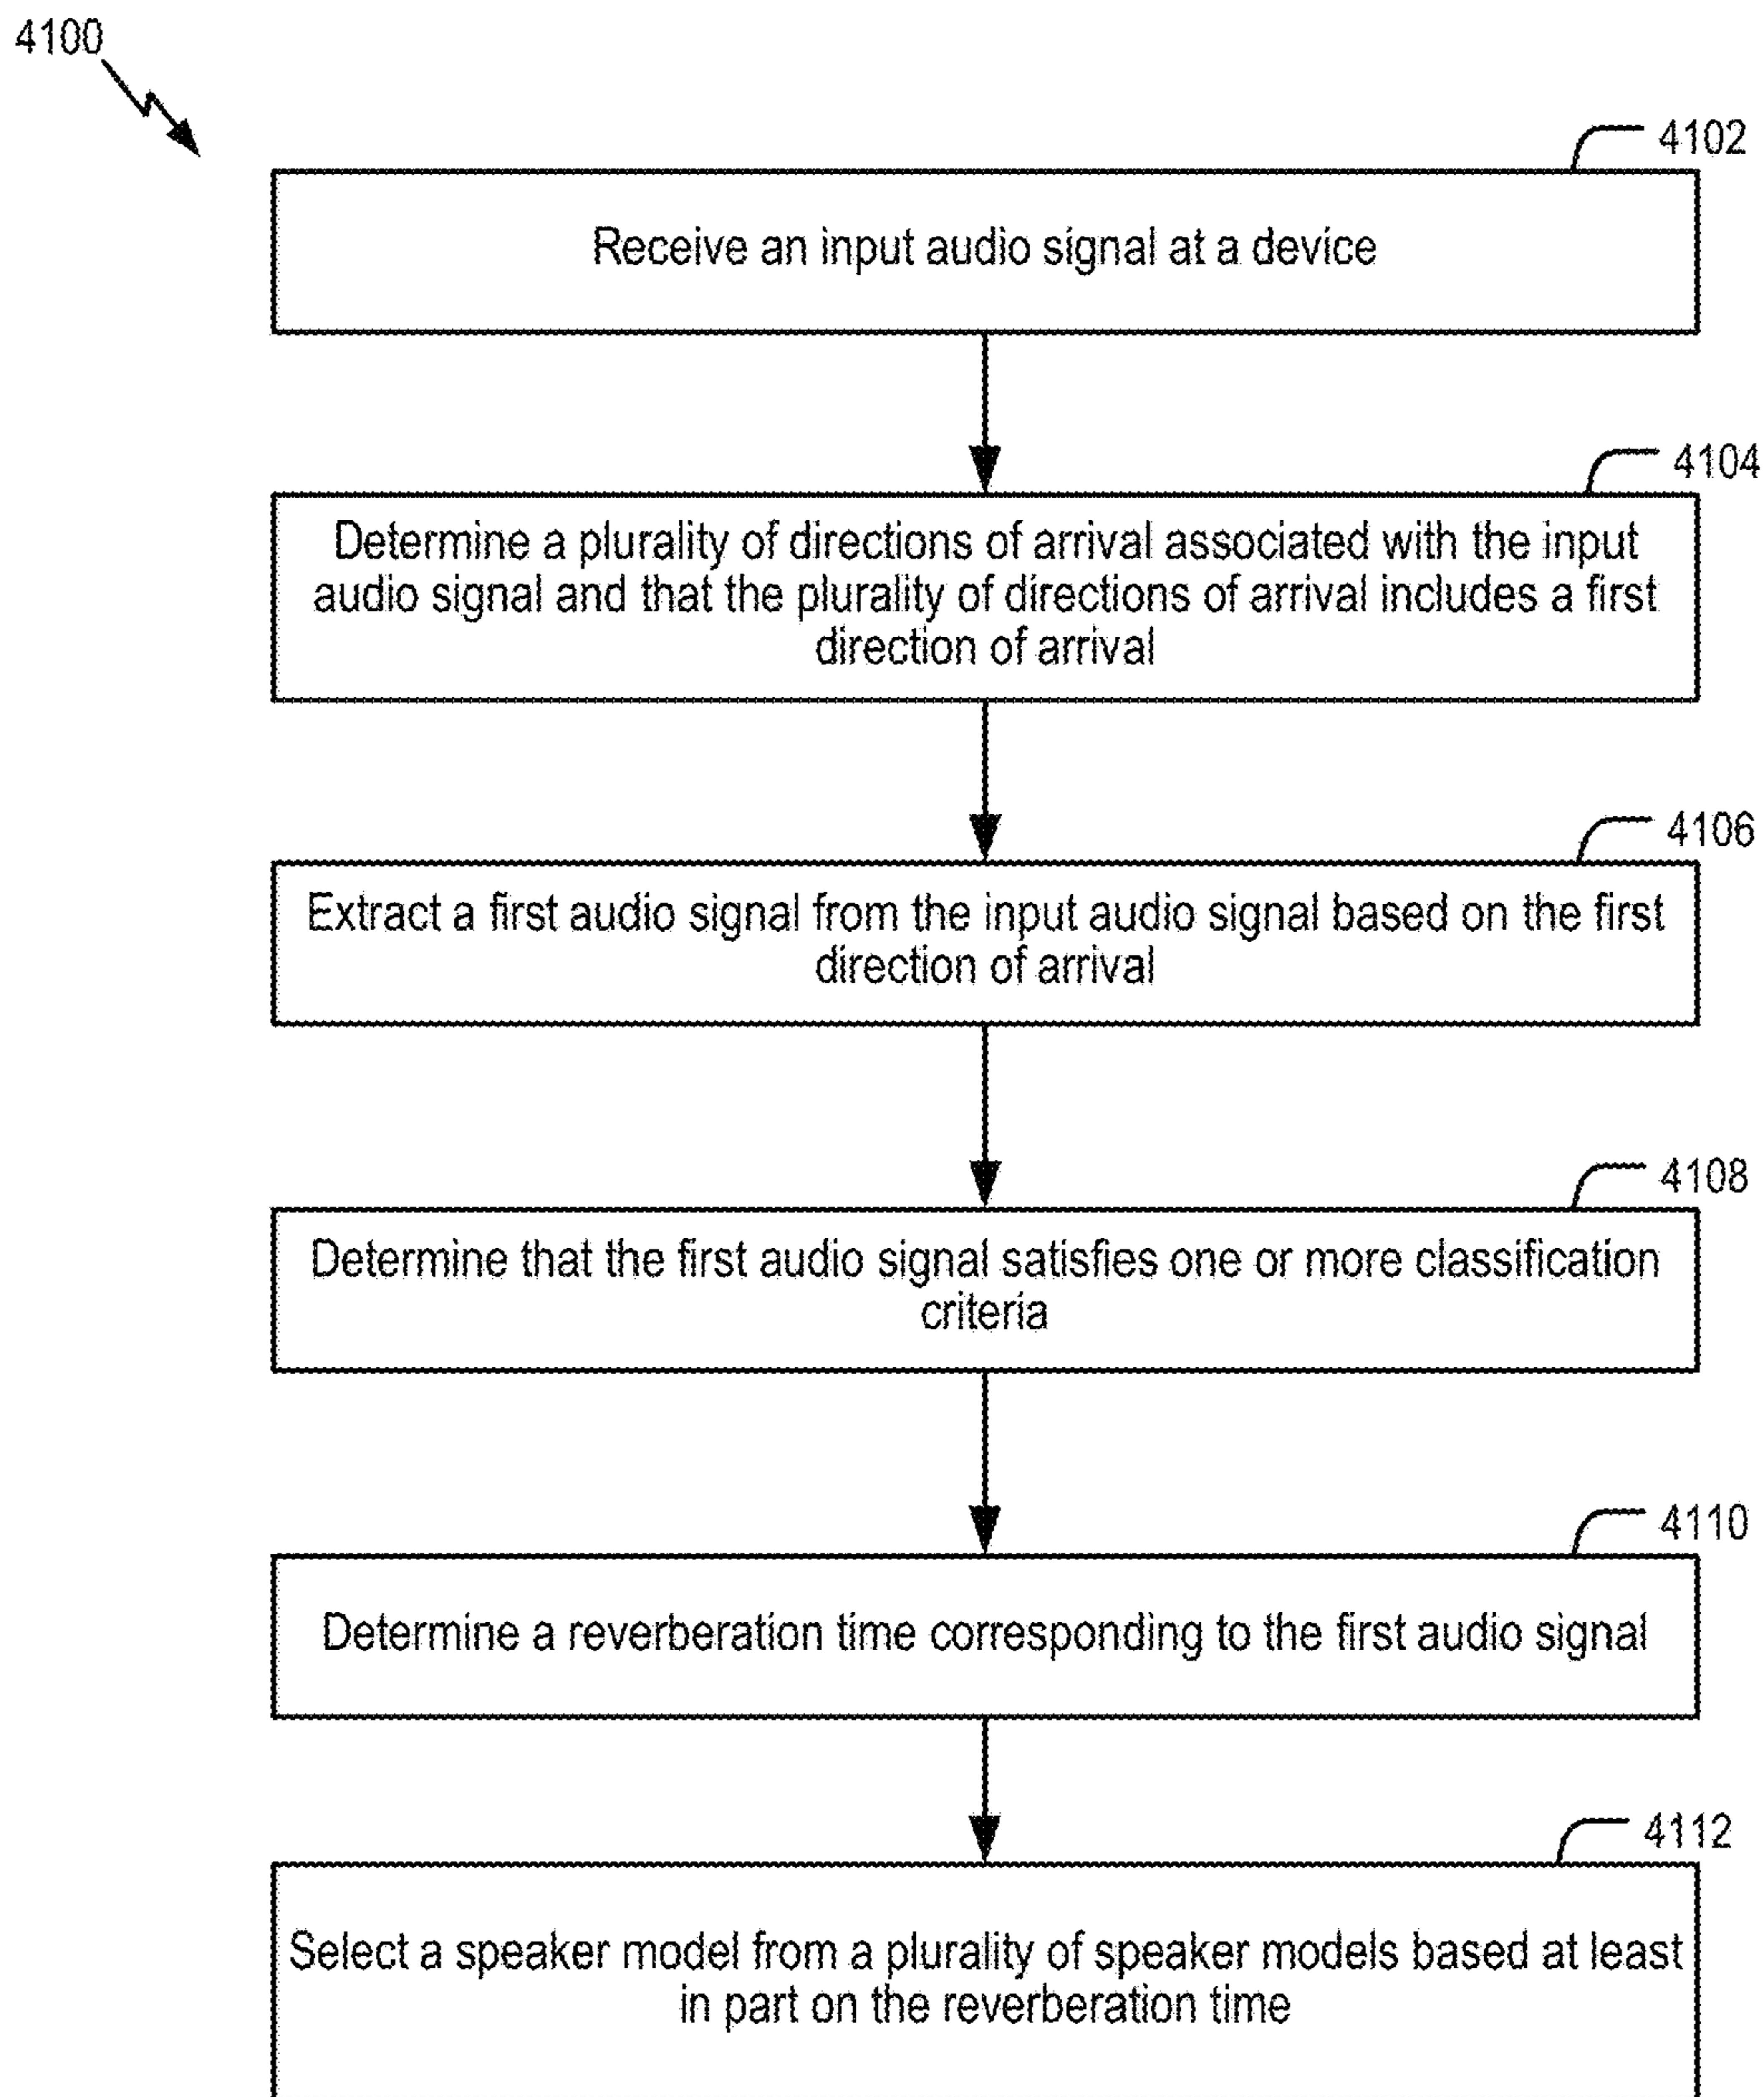 4100
4102
Receive an input audio signal at a device
4104
Determine a plurality of directions of arrival associated with the input
audio signal and that the plurality of directions of arrival includes a first
direction of arrival
4106
Extract a first audio signal from the input audio signal based on the first
direction of arrival
4108
Determine that the first audio signal satisfies one or more classification
criteria
4110
Determine a reverberation time corresponding to the first audio signal
4112
Select a speaker model from a plurality of speaker models based at least
in part on the reverberation time